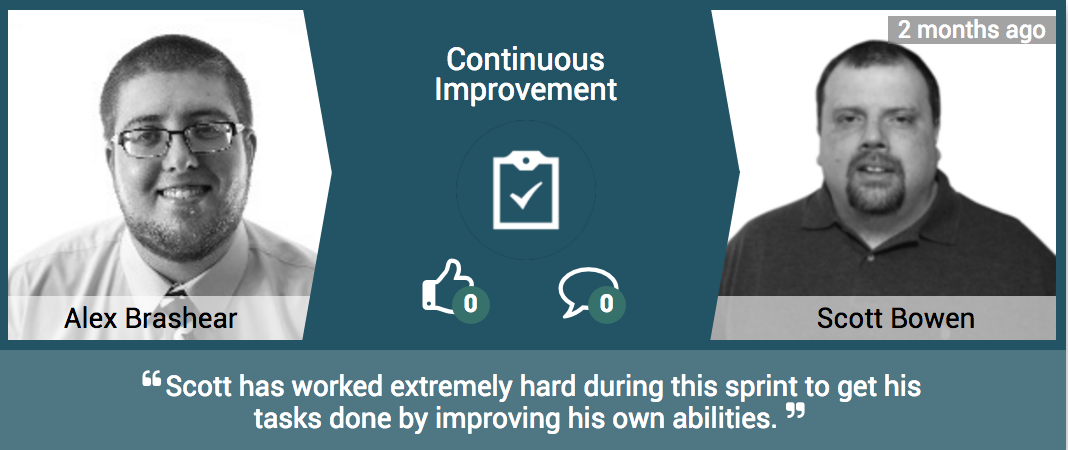 2 months ago
Continuous
Improvement
0
0
Alex Brashear
Scott Bowen
❝ Scott has worked extremely hard during this sprint to get his
tasks done by improving his own abilities. ❞